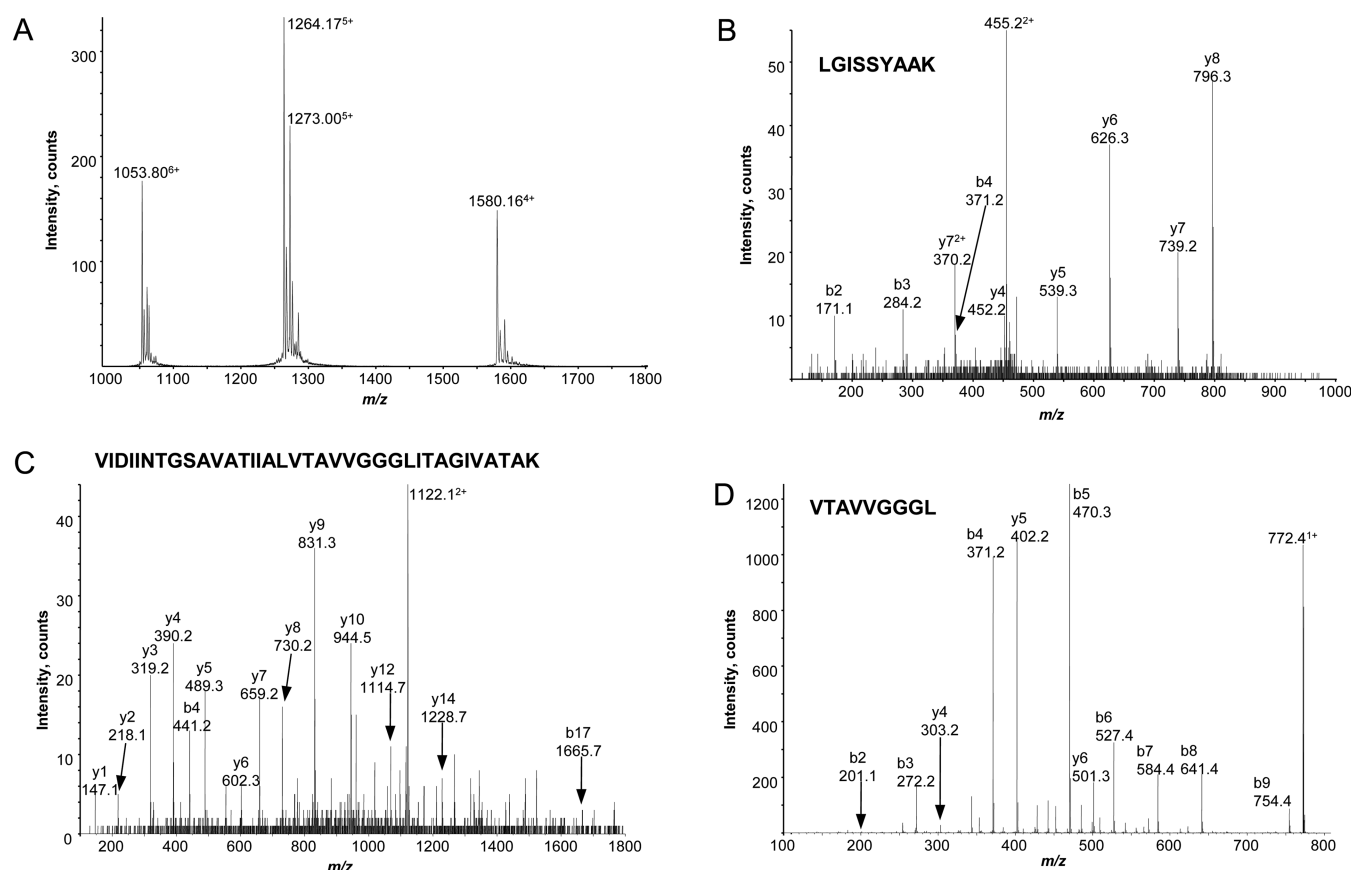 A
1264.17⁵⁺
300
1273.00⁵⁺
200
1053.80⁶⁺
1580.16⁴⁺
100
Intensity, counts
1000 1100 1200 1300 1400 1500 1600 1700 1800
m/z
B
455.2²⁺
LGISSYAAK
50
y8
796.3
40
y6
626.3
30
b4
371.2
y7²⁺
370.2
20
y7
739.2
b2
171.1
b3
284.2
y4
452.2
y5
539.3
10
Intensity, counts
200 300 400 500 600 700 800 900 1000
m/z
C
VIDIINTGSAVATIIALVTAVVGGGLITAGIVATAK
1122.1²⁺
40
y9
831.3
30
y4
390.2
y3
319.2
y8
730.2
y10
944.5
20
y5
489.3
y7
659.2
y12
1114.7
b4
441.2
y14
1228.7
y2
218.1
b17
1665.7
10
y1
147.1
y6
602.3
0
Intensity, counts
200 400 600 800 1000 1200 1400 1600 1800
m/z
D
VTAVVGGGL
1200
b5
470.3
1000
b4
371.2
y5
402.2
772.4¹⁺
800
600
400
y4
303.2
b6
527.4
200
b2
201.1
b3
272.2
y6
501.3
b7
584.4
b8
641.4
b9
754.4
Intensity, counts
100 200 300 400 500 600 700 800
m/z